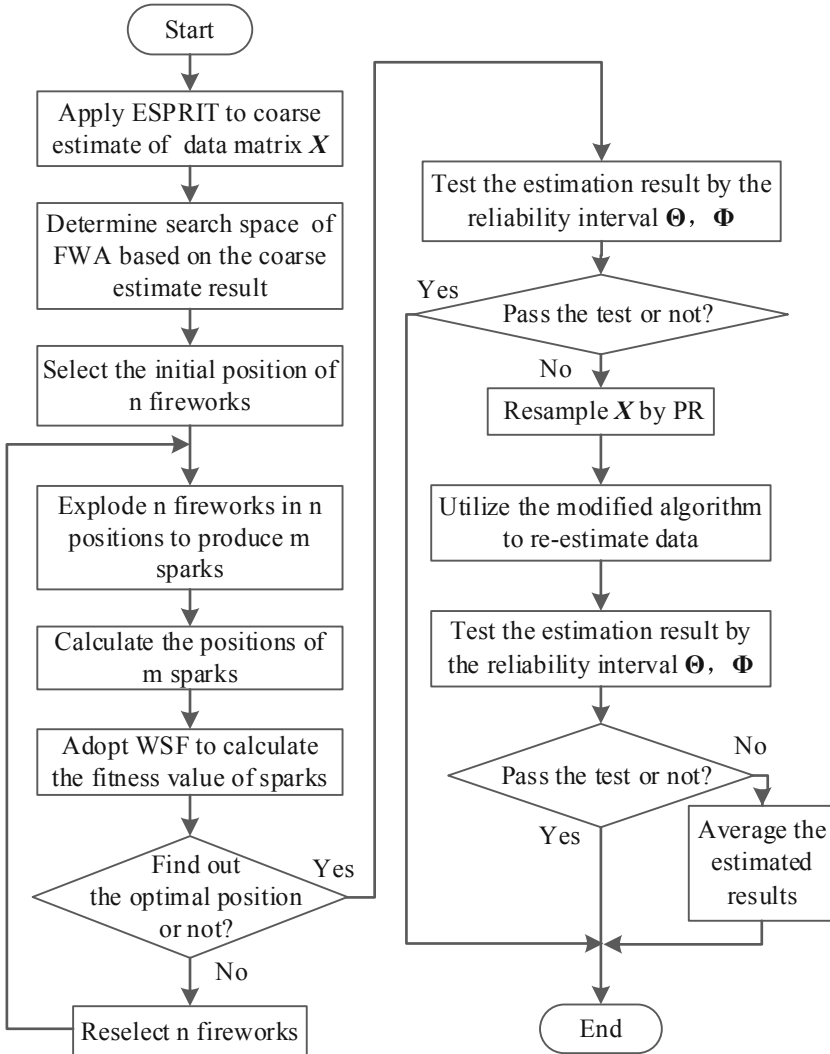 Start
Apply ESPRIT to coarse
estimate of data matrix X
Determine search space of
FWA based on the coarse
estimate result
Select the initial position of
n fireworks
Explode n fireworks in n
positions to produce m
sparks
Calculate the positions of
m sparks
Adopt WSF to calculate
the fitness value of sparks
Find out
the optimal position
or not?
Yes
No
Reselect n fireworks
Test the estimation result by the
reliability interval Θ, Φ
Yes
Pass the test or not?
No
Resample X by PR
Utilize the modified algorithm
to re-estimate data
Test the estimation result by
the reliability interval Θ, Φ
Pass the test or not?
No
Yes
Average the
estimated
results
End